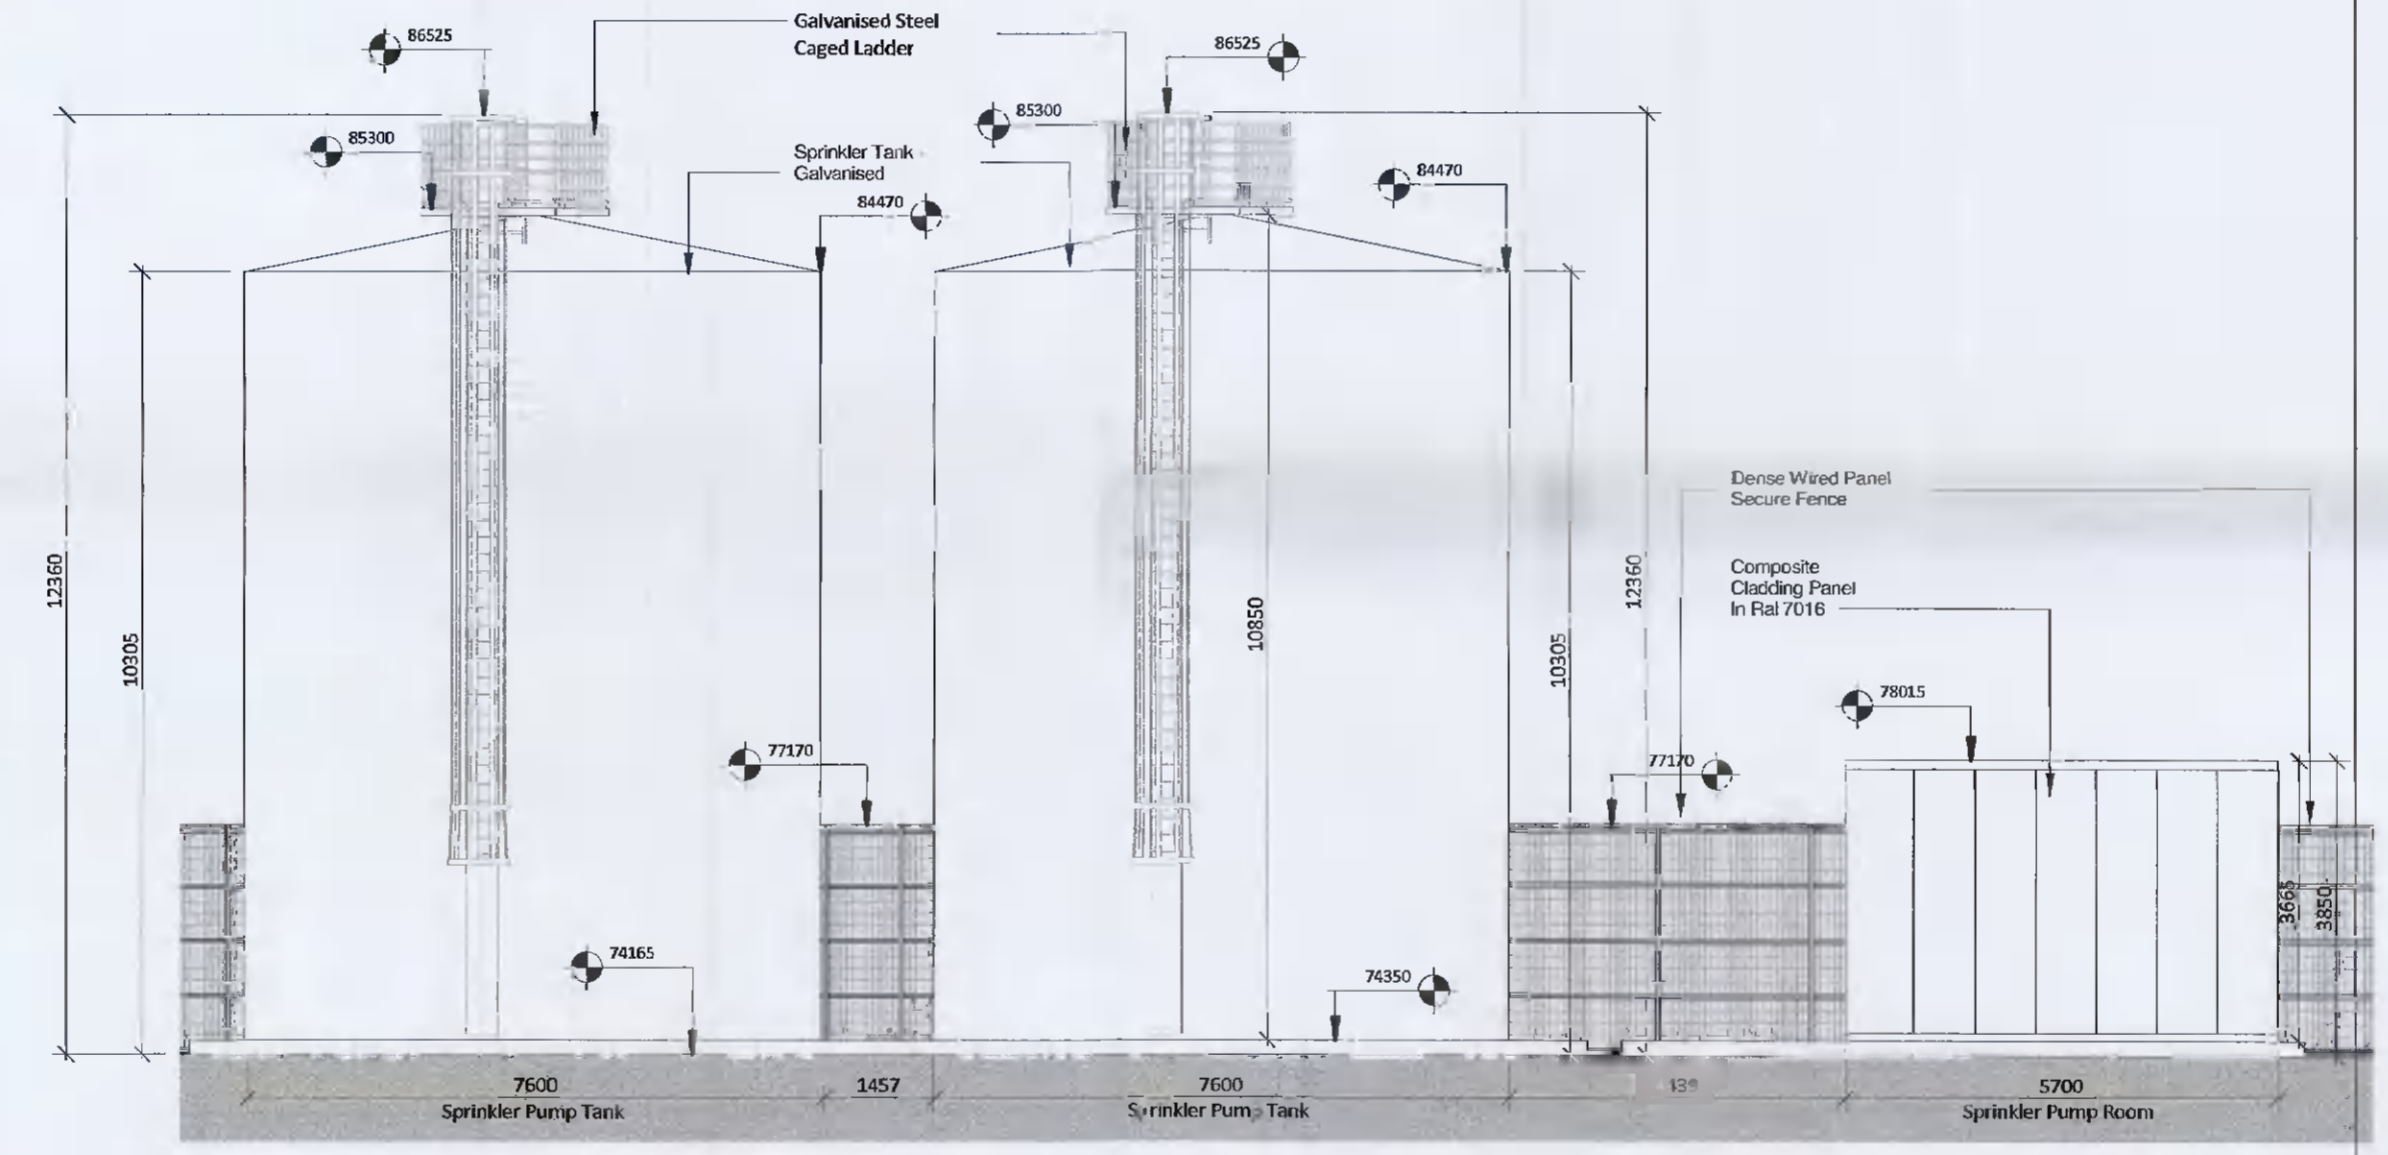 86525
Galvanised Steel
Caged Ladder
86525
85300
85300
Sprinkler Tank
Galvanised
84470
84470
Dense Wired Panel
Secure Fence
12360
12360
Composite
Cladding Panel
In Ral 7016
10850
10305
10305
78015
77170
77170
3665
3850
74165
74350
7600
1457
7600
5700
Sprinkler Pump Tank
Tank
Sprinkler Pump Room